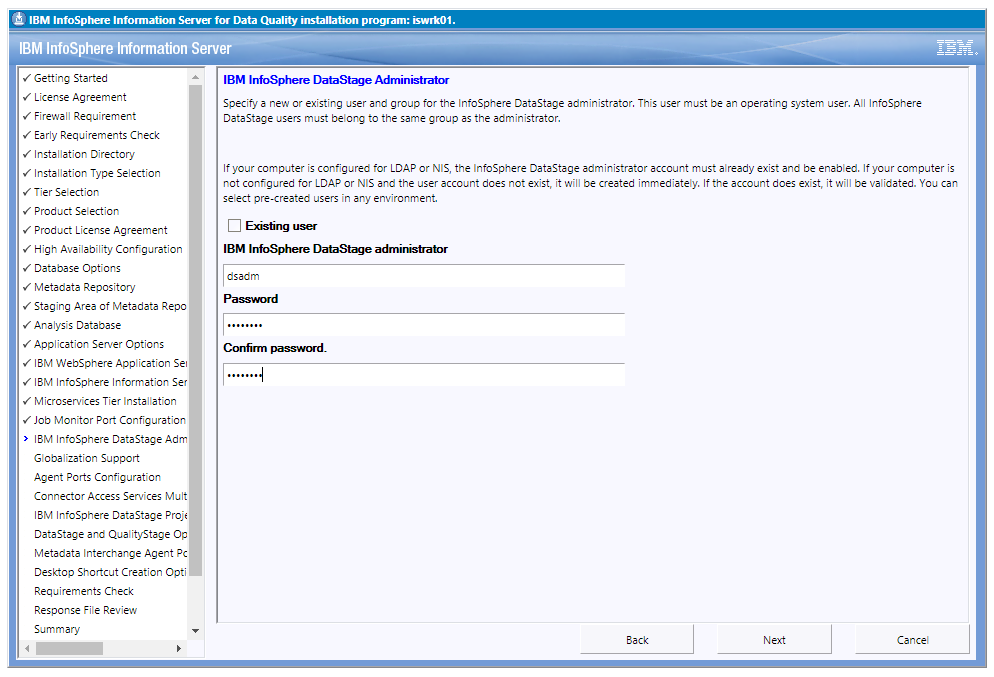 IBM InfoSphere Information Server for Data Quality installation program: iswrk01.
IBM InfoSphere Information Server
IBM.
Getting Started
License Agreement
Firewall Requirement
Early Requirements Check
Installation Directory
Installation Type Selection
Tier Selection
Product Selection
Product License Agreement
High Availability Configuration
Database Options
Metadata Repository
Staging Area of Metadata Repo
Analysis Database
Application Server Options
IBM WebSphere Application Ser
IBM InfoSphere Information Ser
Microservices Tier Installation
Job Monitor Port Configuration
IBM InfoSphere DataStage Adm
Globalization Support
Agent Ports Configuration
Connector Access Services Mult
IBM InfoSphere DataStage Proje
DataStage and QualityStage Op
Metadata Interchange Agent Po
Desktop Shortcut Creation Opti
Requirements Check
Response File Review
Summary
IBM InfoSphere DataStage Administrator
Specify a new or existing user and group for the InfoSphere DataStage administrator. This user must be an operating system user. All InfoSphere
DataStage users must belong to the same group as the administrator.
If your computer is configured for LDAP or NIS, the InfoSphere DataStage administrator account must already exist and be enabled. If your computer is
not configured for LDAP or NIS and the user account does not exist, it will be created immediately. If the account does exist, it will be validated. You can
select pre-created users in any environment.
Existing user
IBM InfoSphere DataStage administrator
dsadm
Password
••••••••
Confirm password.
••••••••
Back
Next
Cancel